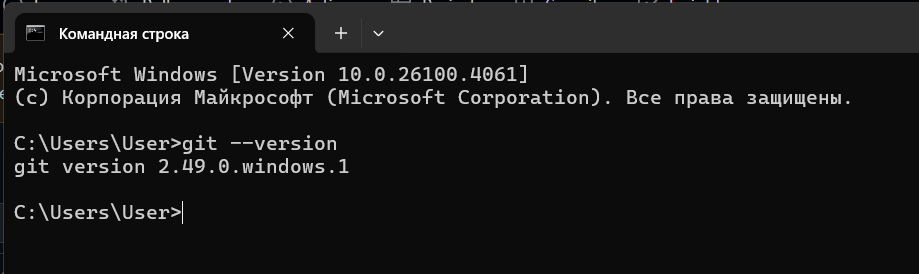 Командная строка
Microsoft Windows [Version 10.0.26100.4061]
(c) Корпорация Майкрософт (Microsoft Corporation). Все права защищены.
C:\Users\User>git --version
git version 2.49.0.windows.1
C:\Users\User>